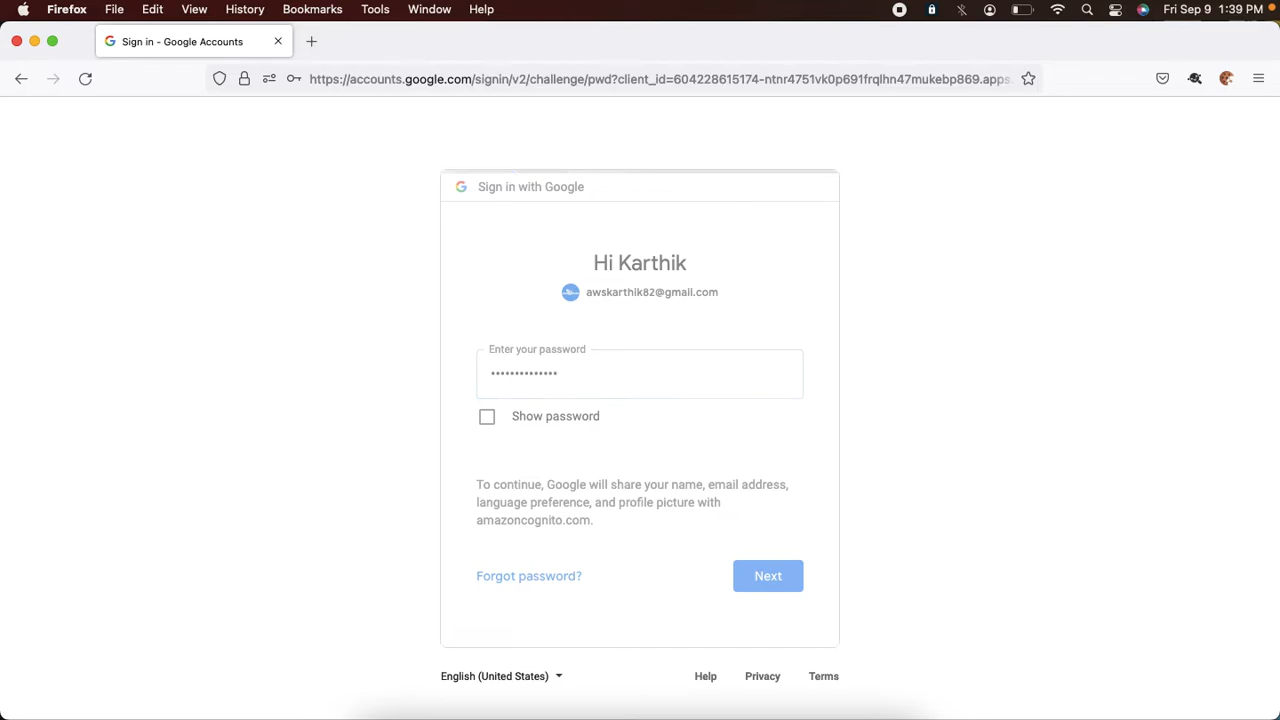 Firefox File Edit View History Bookmarks Tools Window Help Fri Sep 9 1:39 PM
Sign in - Google Accounts
https://accounts.google.com/signin/v2/challenge/pwd?client_id=604228615174-ntnr4751vk0p691frqlhn47mukebp869.apps.
Sign in with Google
Hi Karthik
awskarthik82@gmail.com
Enter your password
••••••••••••••
Show password
To continue, Google will share your name, email address,
language preference, and profile picture with
amazoncognito.com.
Forgot password?
Next
English (United States)
Help Privacy Terms